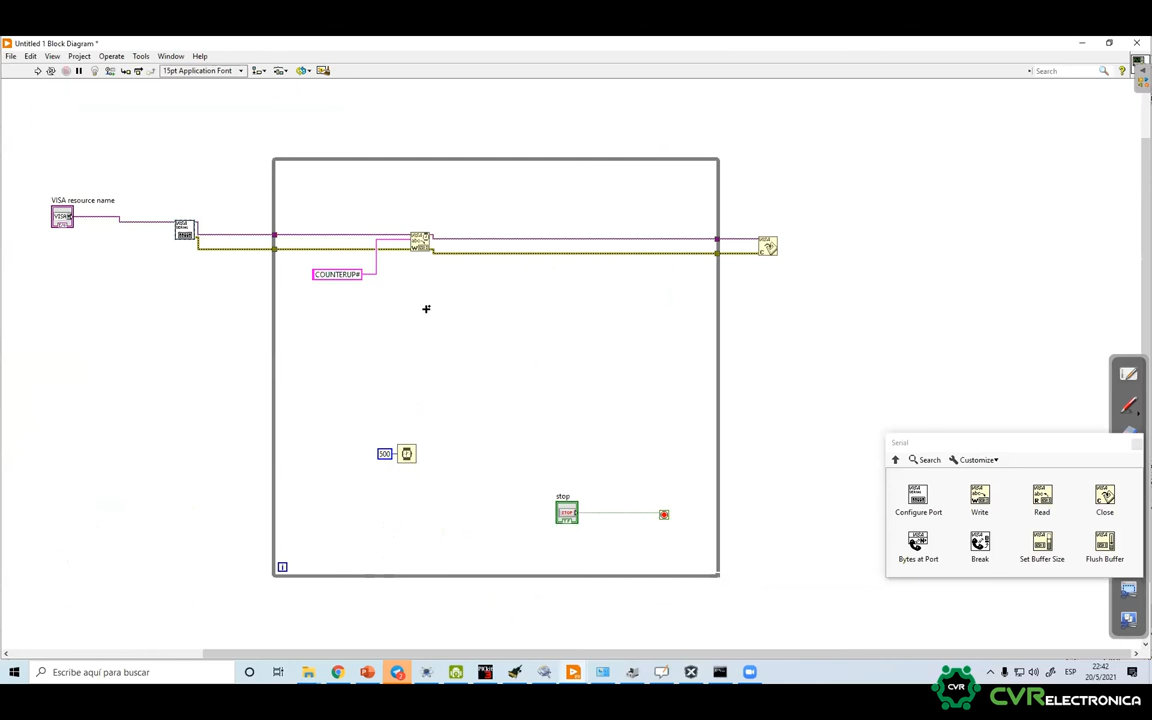 Untitled 1 Block Diagram *
File Edit View Project Operate Tools Window Help
15pt Application Font
Search
VISA resource name
COUNTERUP#
500
stop
STOP
i
Serial
Search Customize
Configure Port Write Read Close
Bytes at Port Break Set Buffer Size Flush Buffer
Escribe aquí para buscar
ESP
22:42
20/5/2021
CVR
CVRELECTRONICA